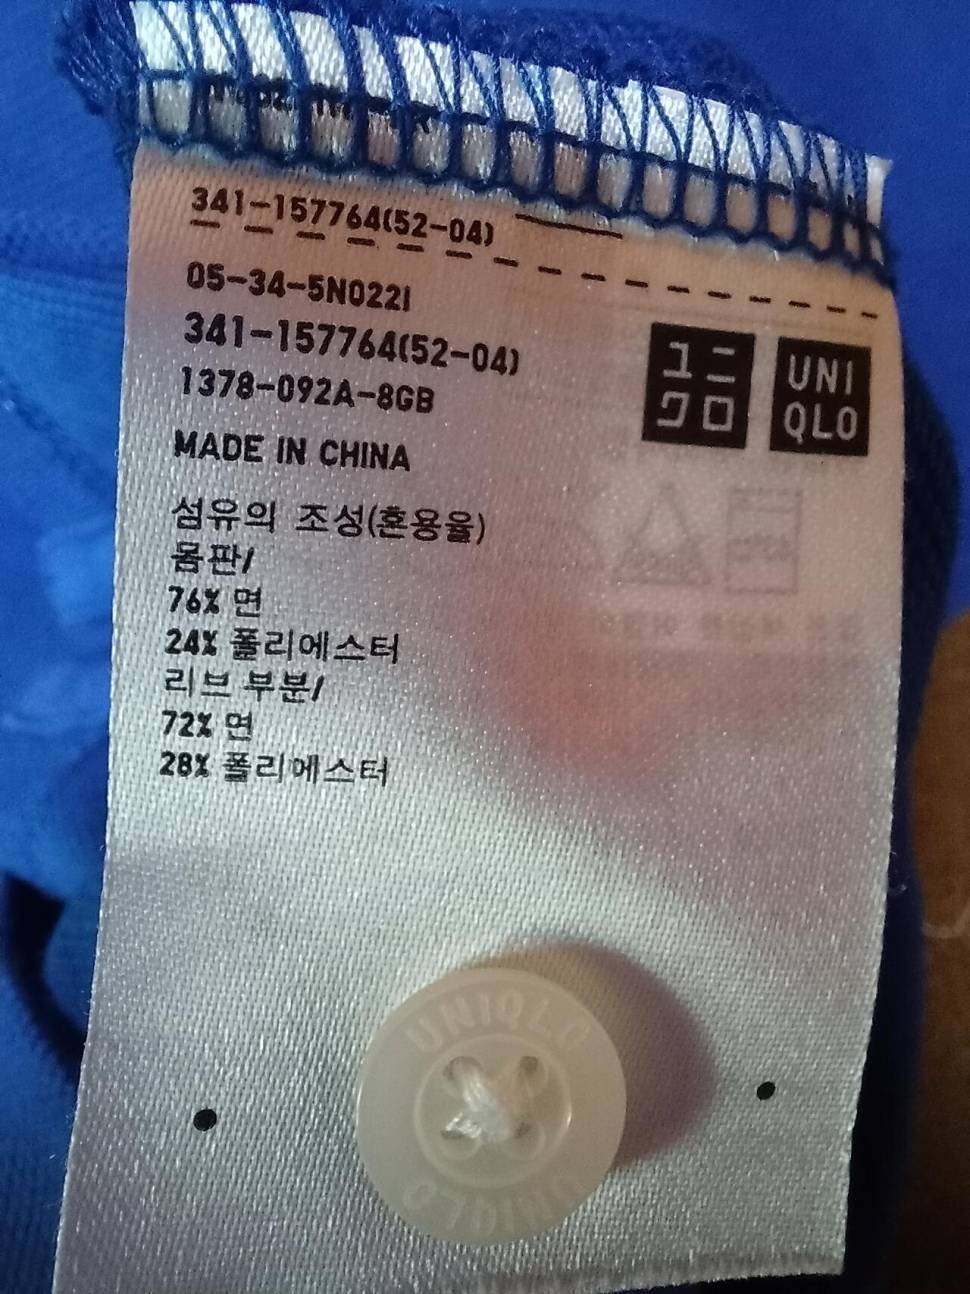 341-157764(52-04)
05-34-5N022I
341-157764(52-04)
1378-092A-8GB
ユニ
クロ
UNI
QLO
MADE IN CHINA
섬유의 조성(혼용율)
몸판/
76% 면
24% 폴리에스터
리브 부분/
72% 면
28% 폴리에스터
UNIQLO
UNIQLO